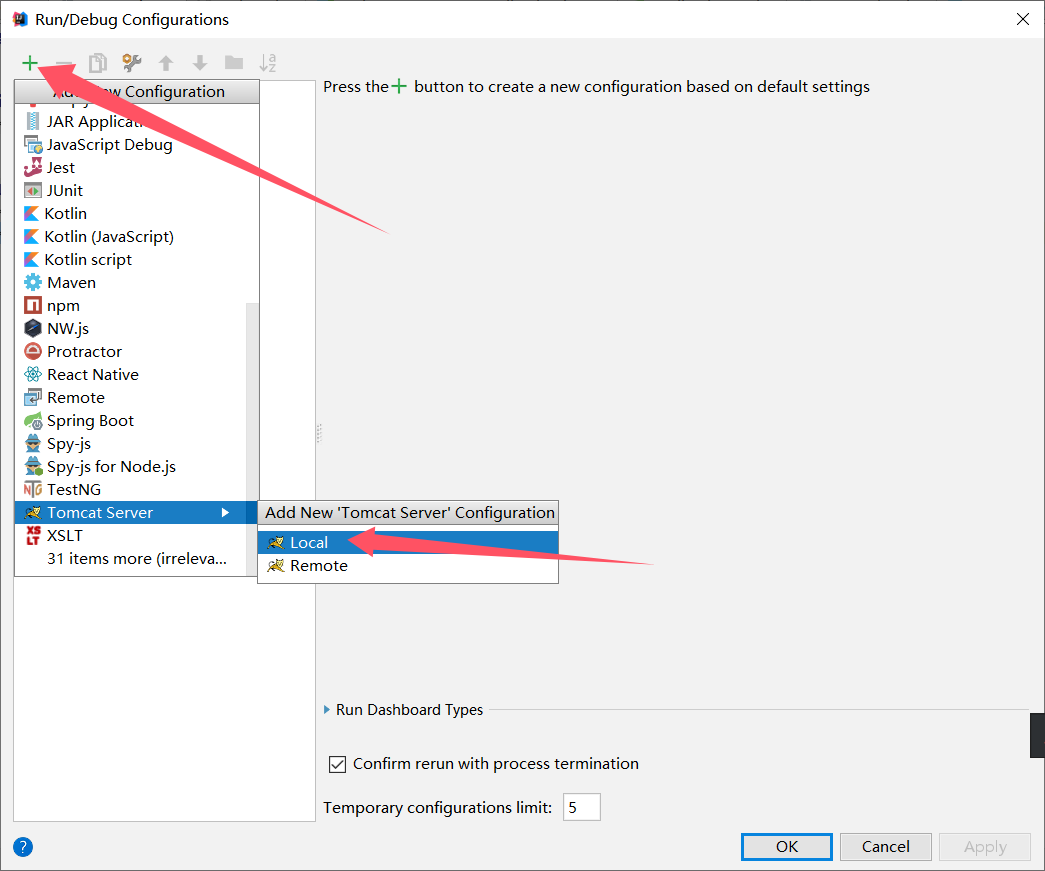 Run/Debug Configurations
Press the + button to create a new configuration based on default settings
New Configuration
JAR
JavaScript Debug
Jest
JUnit
Kotlin
Kotlin (JavaScript)
Kotlin script
Maven
npm
NW.js
Protractor
React Native
Remote
Spring Boot
Spy-js
Spy-js for Node.js
TestNG
Tomcat Server
XSLT
31 items more (irreleva...
Add New 'Tomcat Server' Configuration
Local
Remote
Run Dashboard Types
Confirm rerun with process termination
Temporary configurations limit: 5
OK
Cancel
Apply